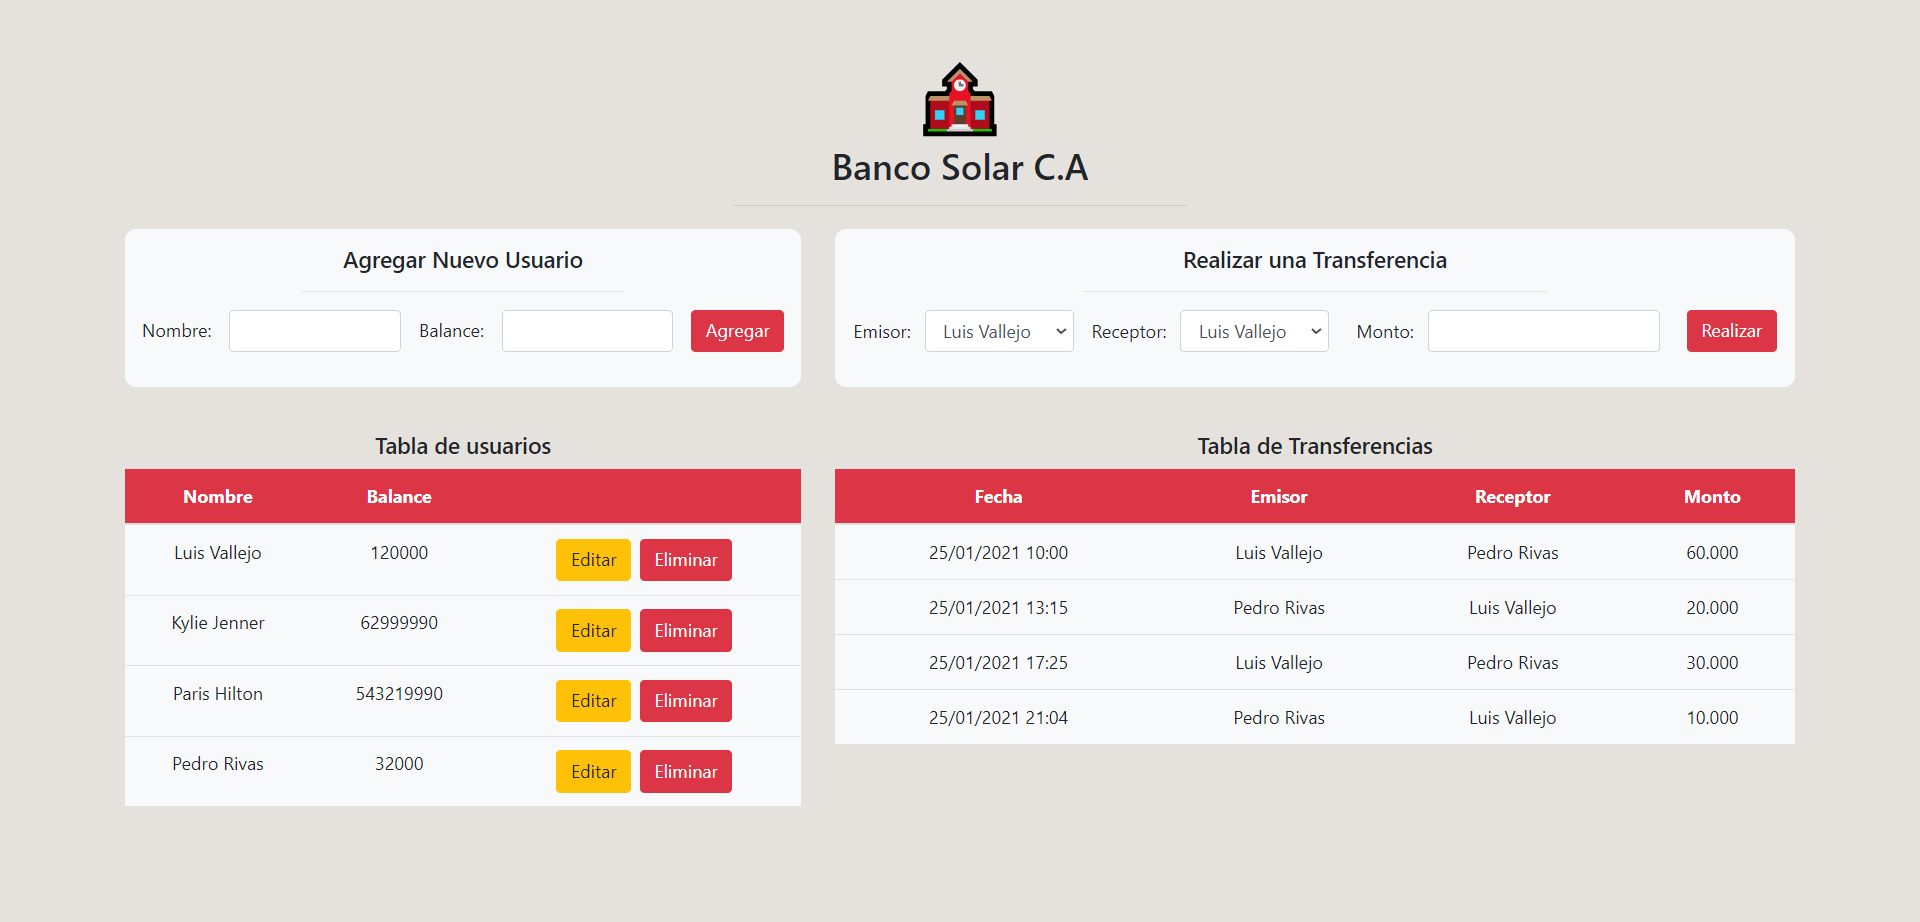 Banco Solar C.A
Agregar Nuevo Usuario
Nombre: Balance: Agregar
Realizar una Transferencia
Emisor: Luis Vallejo Receptor: Luis Vallejo Monto: Realizar
Tabla de usuarios
Nombre Balance
Luis Vallejo 120000 Editar Eliminar
Kylie Jenner 62999990 Editar Eliminar
Paris Hilton 543219990 Editar Eliminar
Pedro Rivas 32000 Editar Eliminar
Tabla de Transferencias
Fecha Emisor Receptor Monto
25/01/2021 10:00 Luis Vallejo Pedro Rivas 60.000
25/01/2021 13:15 Pedro Rivas Luis Vallejo 20.000
25/01/2021 17:25 Luis Vallejo Pedro Rivas 30.000
25/01/2021 21:04 Pedro Rivas Luis Vallejo 10.000